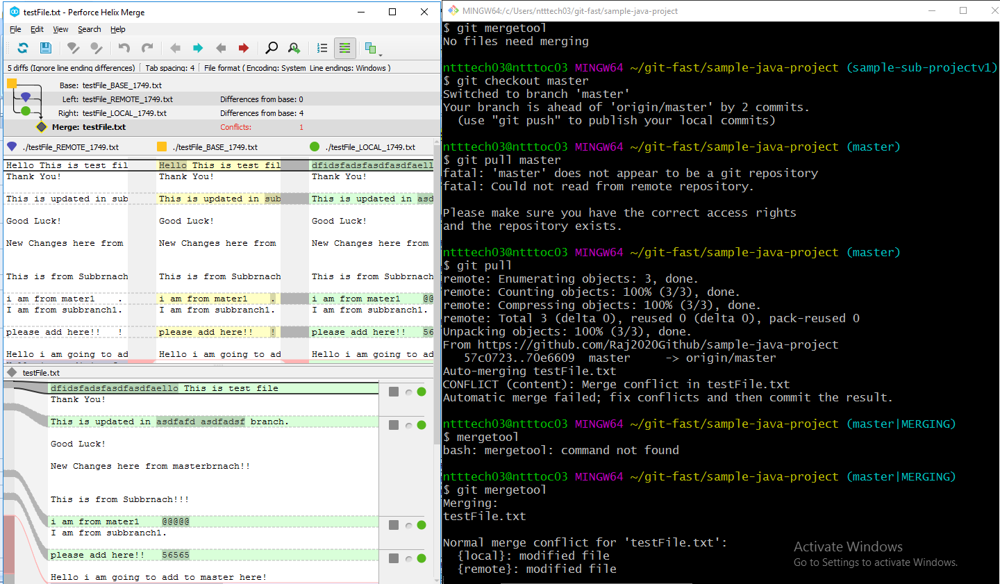 testFile.txt - Perforce Helix Merge
File Edit View Search Help
5 diffs (Ignore line ending differences) Tab spacing: 4 File format ( Encoding: System Line endings: Windows )
Base: testFile_BASE_1749.txt
Left: testFile_REMOTE_1749.txt Differences from base: 0
Right: testFile_LOCAL_1749.txt Differences from base: 4
Merge: testFile.txt Conflicts: 1
./testFile_REMOTE_1749.txt ./testFile_BASE_1749.txt ./testFile_LOCAL_1749.txt
Hello This is test fil Hello This is test fil dfidsfadsfasdfasdfaell
Thank You! Thank You! Thank You!
This is updated in sub This is updated in sub This is updated in asd
Good Luck! Good Luck! Good Luck!
New Changes here from New Changes here from New Changes here from
This is from Subbrnach This is from Subbrnach This is from Subbrnach
i am from mater1 . i am from mater1 . i am from mater1 @@
I am from subbranch1. I am from subbranch1. I am from subbranch1.
please add here!! ! please add here!! ! please add here!! 56
Hello i am going to ad Hello i am going to ad Hello i am going to ad
testFile.txt
dfidsfadsfasdfasdfaello This is test file
Thank You!
This is updated in asdfafd asdfadsf branch.
Good Luck!
New Changes here from masterbrnach!!
This is from Subbrnach!!!
i am from mater1 @@@@@
I am from subbranch1.
please add here!! 56565
Hello i am going to add to master here!
MINGW64:/c/Users/ntttech03/git-fast/sample-java-project
$ git mergetool
No files need merging
ntttech03@ntttoc03 MINGW64 ~/git-fast/sample-java-project (sample-sub-projectv1)
$ git checkout master
Switched to branch 'master'
Your branch is ahead of 'origin/master' by 2 commits.
(use "git push" to publish your local commits)
ntttech03@ntttoc03 MINGW64 ~/git-fast/sample-java-project (master)
$ git pull master
fatal: 'master' does not appear to be a git repository
fatal: Could not read from remote repository.
Please make sure you have the correct access rights
and the repository exists.
ntttech03@ntttoc03 MINGW64 ~/git-fast/sample-java-project (master)
$ git pull
remote: Enumerating objects: 3, done.
remote: Counting objects: 100% (3/3), done.
remote: Compressing objects: 100% (3/3), done.
remote: Total 3 (delta 0), reused 0 (delta 0), pack-reused 0
Unpacking objects: 100% (3/3), done.
From https://github.com/Raj2020Github/sample-java-project
57c0723..70e6609 master -> origin/master
Auto-merging testFile.txt
CONFLICT (content): Merge conflict in testFile.txt
Automatic merge failed; fix conflicts and then commit the result.
ntttech03@ntttoc03 MINGW64 ~/git-fast/sample-java-project (master|MERGING)
$ mergetool
bash: mergetool: command not found
ntttech03@ntttoc03 MINGW64 ~/git-fast/sample-java-project (master|MERGING)
$ git mergetool
Merging:
testFile.txt
Normal merge conflict for 'testFile.txt':
{local}: modified file
{remote}: modified file
Activate Windows
Go to Settings to activate Windows.